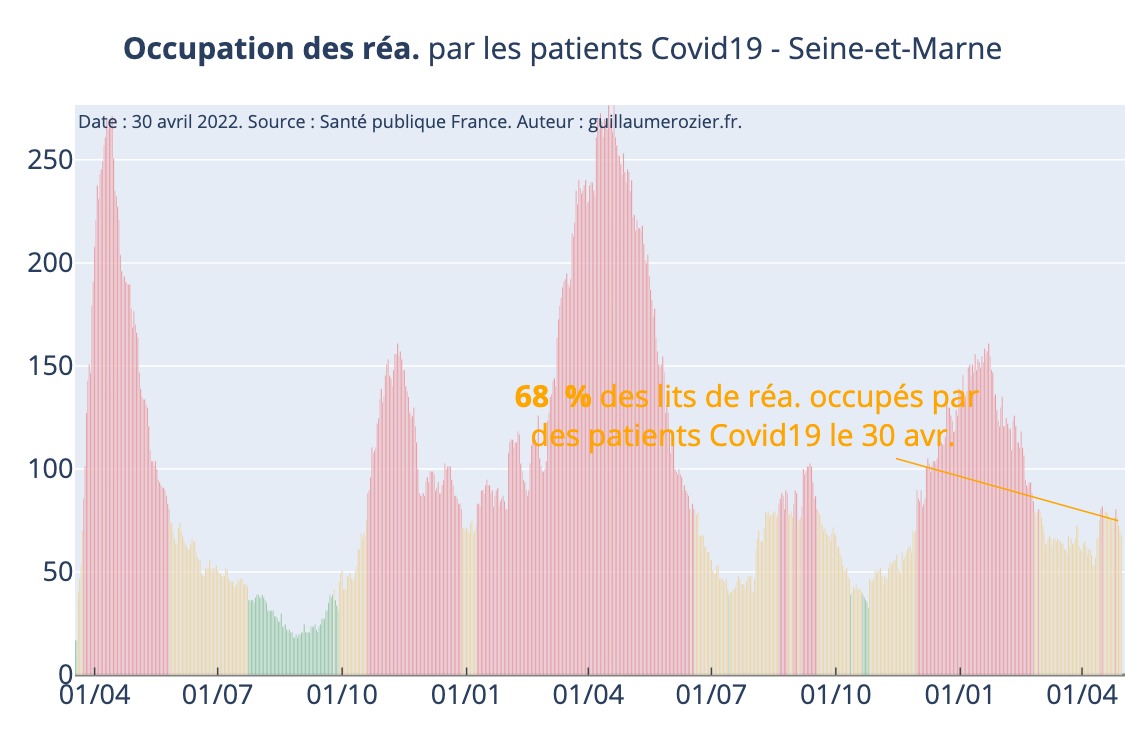 Occupation des réa. par les patients Covid19 - Seine-et-Marne
Date : 30 avril 2022. Source : Santé publique France. Auteur : guillaumerozier.fr.
250
200
150
68 % des lits de réa. occupés par
des patients Covid19 le 30 avr.
100
50
0
01/04 01/07 01/10 01/01 01/04 01/07 01/10 01/01 01/04